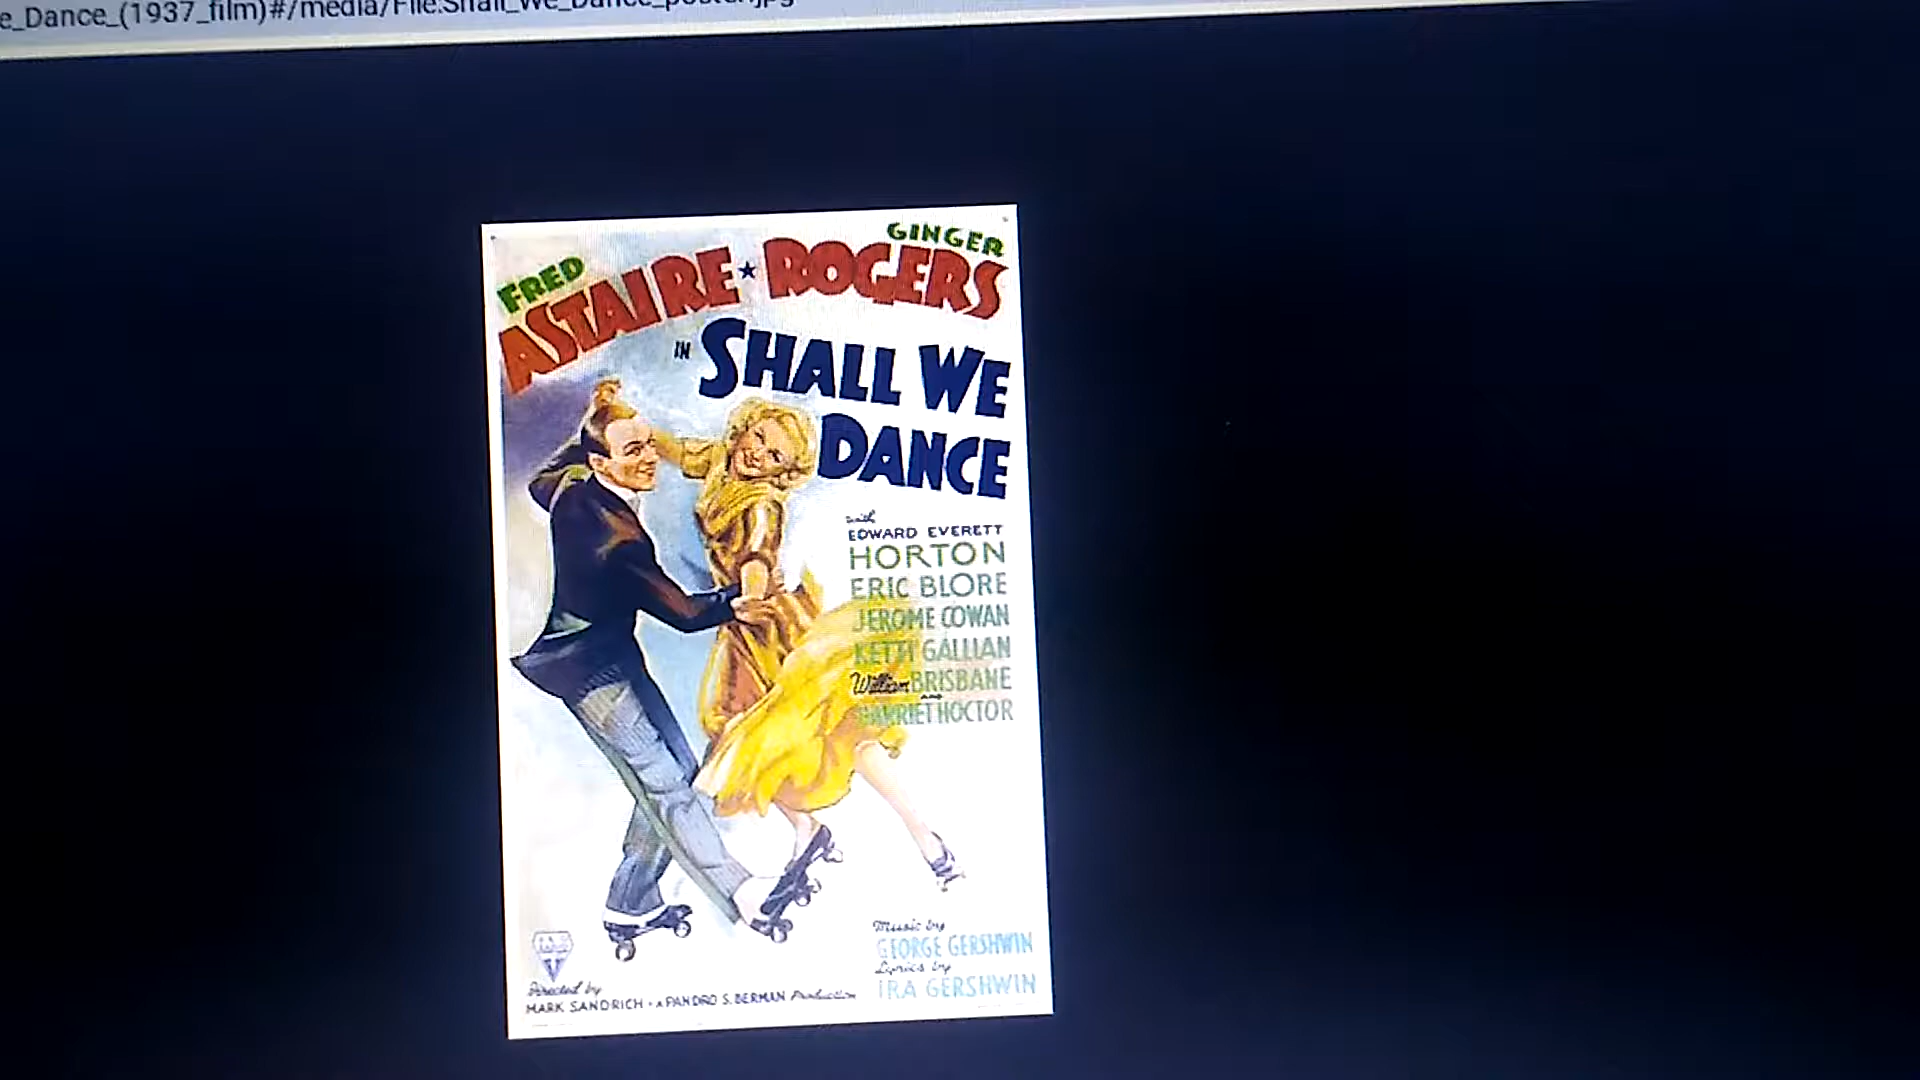 e_Dance_(1937_film)#/media/File:Shall_We_Dance_poster.jpg
FRED
ASTAIRE ★ GINGER
ROGERS
IN SHALL WE
DANCE
with
EDWARD EVERETT
HORTON
ERIC BLORE
JEROME COWAN
KETTI GALLIAN
William BRISBANE
AND
HARRIET HOCTOR
Music by
GEORGE GERSHWIN
Lyrics by
IRA GERSHWIN
Directed by
MARK SANDRICH • A PANDRO S. BERMAN Production